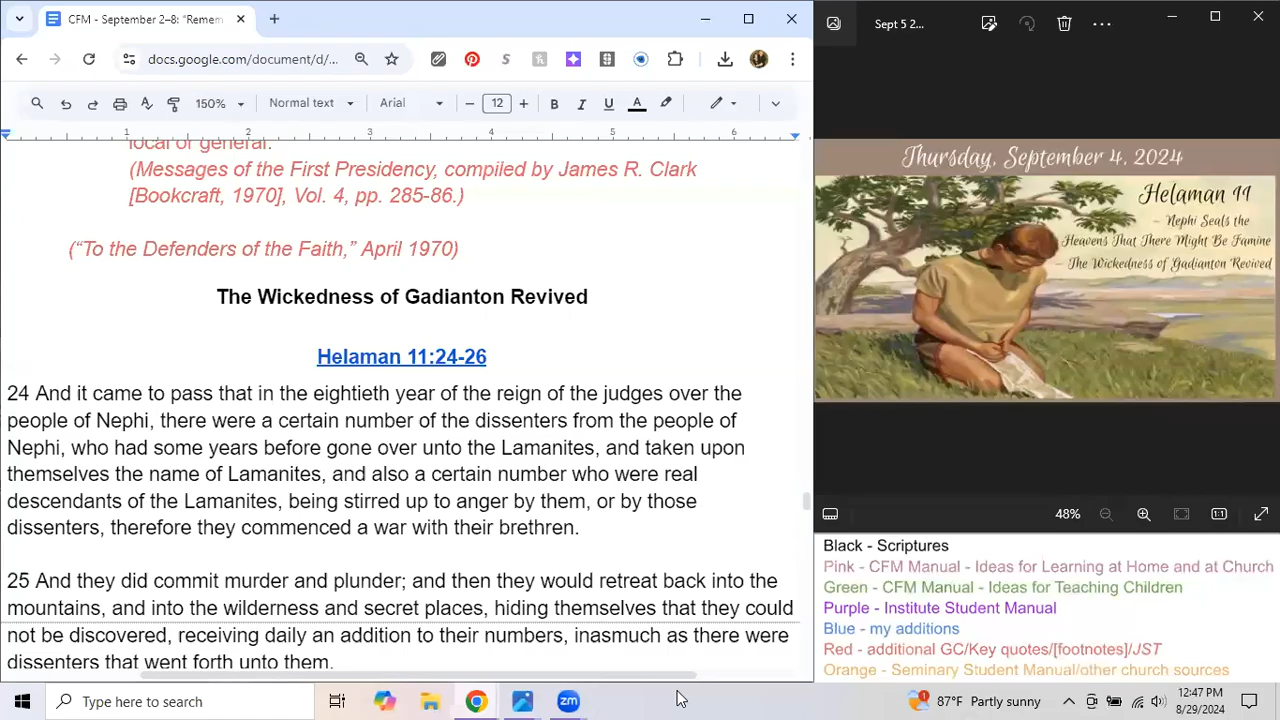 CFM - September 2–8: “Remem
docs.google.com/document/d/...
150%
Normal text
Arial
12
B I U A
1 2 3 4 5 6
local or general.
(Messages of the First Presidency, compiled by James R. Clark
[Bookcraft, 1970], Vol. 4, pp. 285-86.)
(“To the Defenders of the Faith,” April 1970)
The Wickedness of Gadianton Revived
Helaman 11:24-26
24 And it came to pass that in the eightieth year of the reign of the judges over the
people of Nephi, there were a certain number of the dissenters from the people of
Nephi, who had some years before gone over unto the Lamanites, and taken upon
themselves the name of Lamanites, and also a certain number who were real
descendants of the Lamanites, being stirred up to anger by them, or by those
dissenters, therefore they commenced a war with their brethren.
25 And they did commit murder and plunder; and then they would retreat back into the
mountains, and into the wilderness and secret places, hiding themselves that they could
not be discovered, receiving daily an addition to their numbers, inasmuch as there were
dissenters that went forth unto them.
Sept 5 2...
Thursday, September 4, 2024
Helaman 11
– Nephi Seals the
Heavens That There Might Be Famine
– The Wickedness of Gadianton Revived
48%
1:1
Black - Scriptures
Pink - CFM Manual - Ideas for Learning at Home and at Church
Green - CFM Manual - Ideas for Teaching Children
Purple - Institute Student Manual
Blue - my additions
Red - additional GC/Key quotes/[footnotes]/JST
Orange - Seminary Student Manual/other church sources
Type here to search
zm
87°F Partly sunny
12:47 PM
8/29/2024